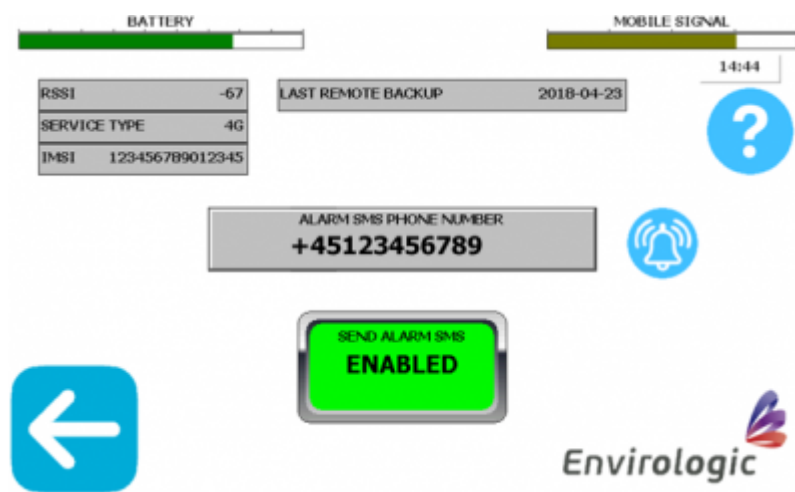 BATTERY
MOBILE SIGNAL
14:44
RSSI -67
LAST REMOTE BACKUP 2018-04-23
SERVICE TYPE 4G
IMSI 123456789012345
?
ALARM SMS PHONE NUMBER
+45123456789
SEND ALARM SMS
ENABLED
Envirologic